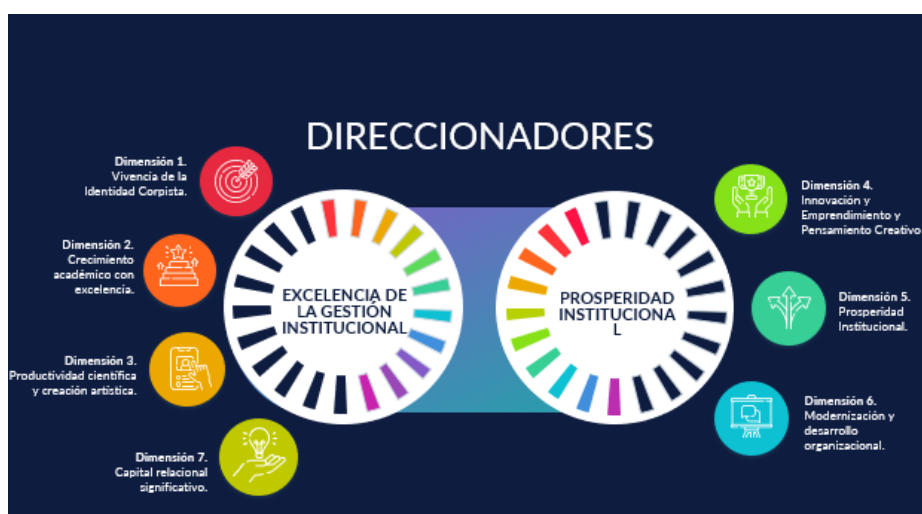 DIRECCIONADORES
Dimensión 1.
Vivencia de la
Identidad Corpista.
Dimensión 2.
Crecimiento
académico con
excelencia.
Dimensión 3.
Productividad científica
y creación artística.
Dimensión 7.
Capital relacional
significativo.
EXCELENCIA DE
LA GESTIÓN
INSTITUCIONAL
PROSPERIDAD
INSTITUCIONA
L
Dimensión 4.
Innovación y
Emprendimiento y
Pensamiento Creativo
Dimensión 5.
Prosperidad
Institucional.
Dimensión 6.
Modernización y
desarrollo
organizacional.